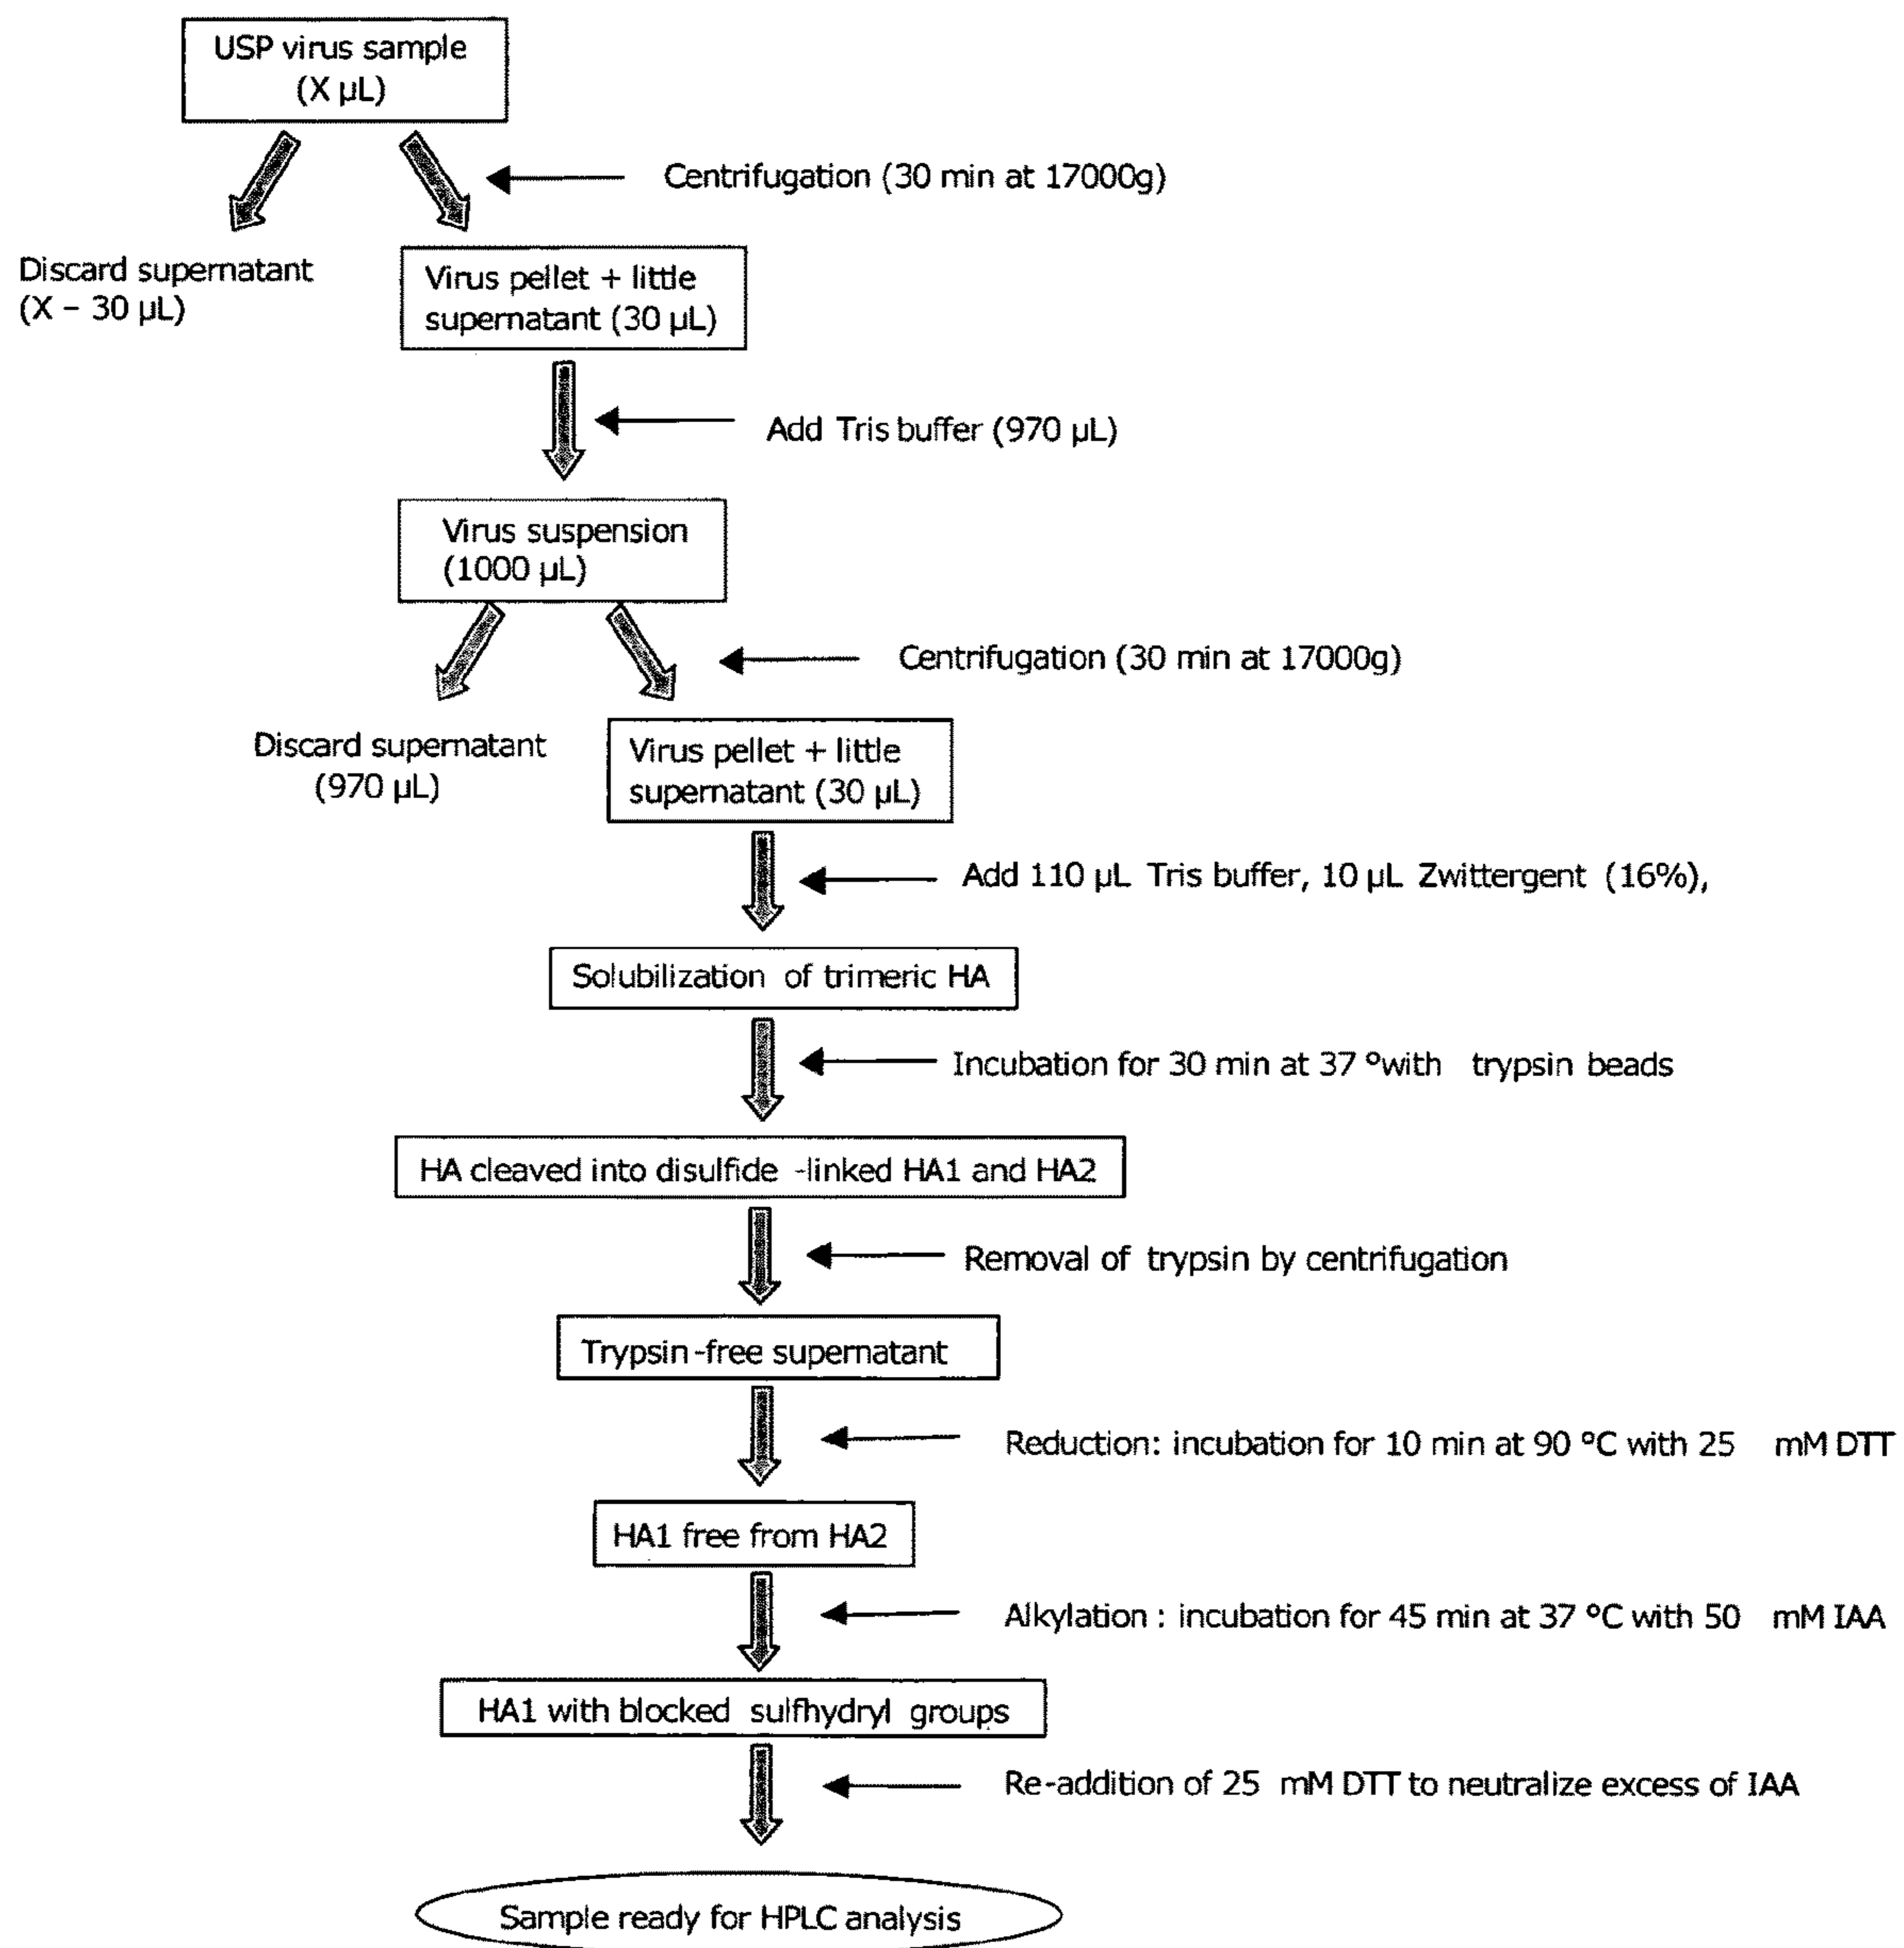 USP virus sample
(X µL)
Centrifugation (30 min at 17000g)
Discard supernatant
(X – 30 µL)
Virus pellet + little
supernatant (30 µL)
Add Tris buffer (970 µL)
Virus suspension
(1000 µL)
Centrifugation (30 min at 17000g)
Discard supernatant
(970 µL)
Virus pellet + little
supernatant (30 µL)
Add 110 µL Tris buffer, 10 µL Zwittergent (16%),
Solubilization of trimeric HA
Incubation for 30 min at 37 °with trypsin beads
HA cleaved into disulfide -linked HA1 and HA2
Removal of trypsin by centrifugation
Trypsin-free supernatant
Reduction: incubation for 10 min at 90 °C with 25 mM DTT
HA1 free from HA2
Alkylation : incubation for 45 min at 37 °C with 50 mM IAA
HA1 with blocked sulfhydryl groups
Re-addition of 25 mM DTT to neutralize excess of IAA
Sample ready for HPLC analysis